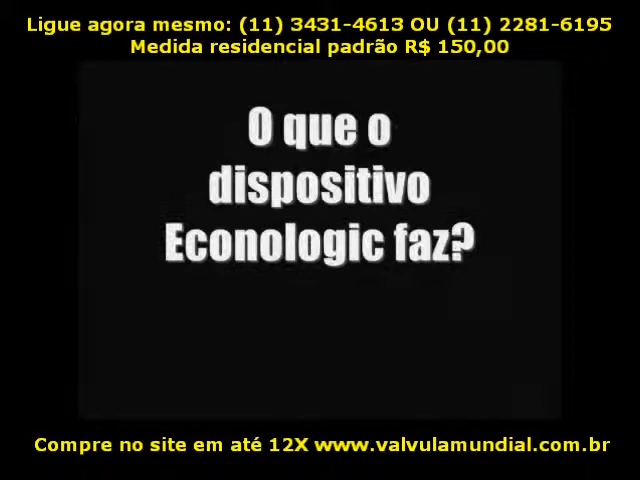 Ligue agora mesmo: (11) 3431-4613 OU (11) 2281-6195
Medida residencial padrão R$ 150,00
O que o
dispositivo
Econologic faz?
Compre no site em até 12X www.valvulamundial.com.br